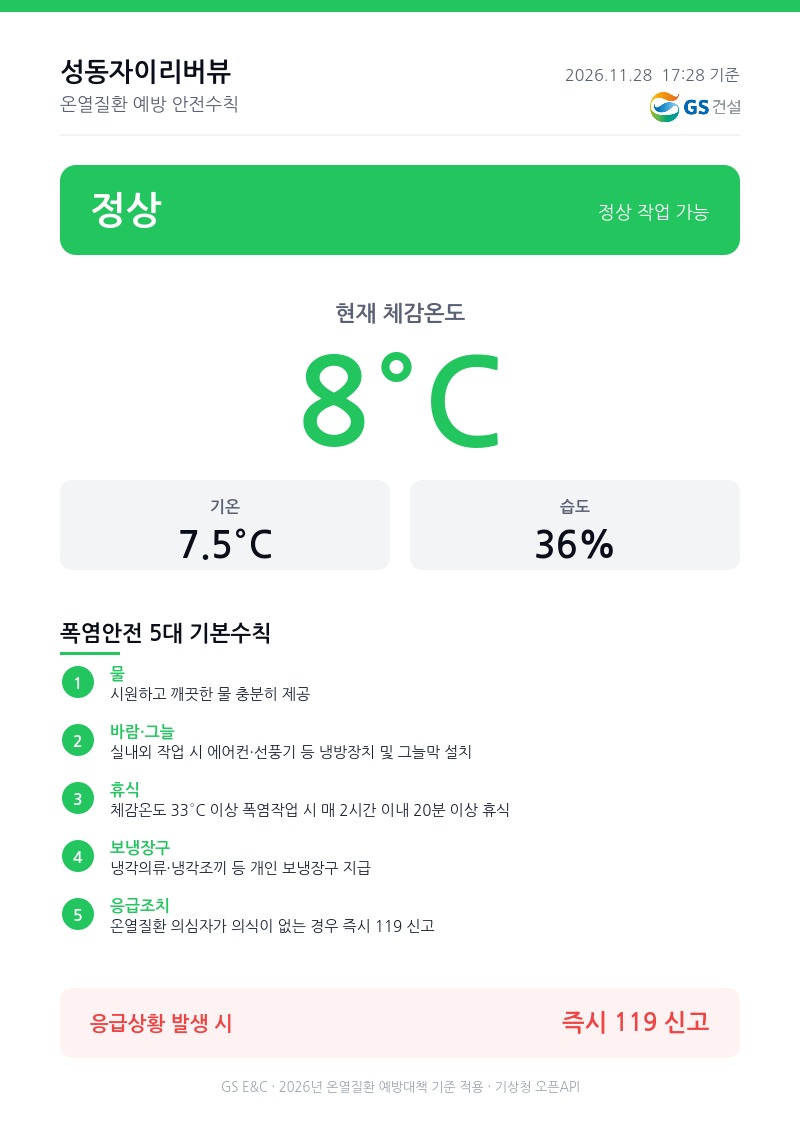 성동자이리버뷰
온열질환 예방 안전수칙
2026.11.28 17:28 기준
GS건설
정상
정상 작업 가능
현재 체감온도
8°C
기온
7.5°C
습도
36%
폭염안전 5대 기본수칙
1
물
시원하고 깨끗한 물 충분히 제공
2
바람·그늘
실내외 작업 시 에어컨·선풍기 등 냉방장치 및 그늘막 설치
3
휴식
체감온도 33°C 이상 폭염작업 시 매 2시간 이내 20분 이상 휴식
4
보냉장구
냉각의류·냉각조끼 등 개인 보냉장구 지급
5
응급조치
온열질환 의심자가 의식이 없는 경우 즉시 119 신고
응급상황 발생 시
즉시 119 신고
GS E&C · 2026년 온열질환 예방대책 기준 적용 · 기상청 오픈API